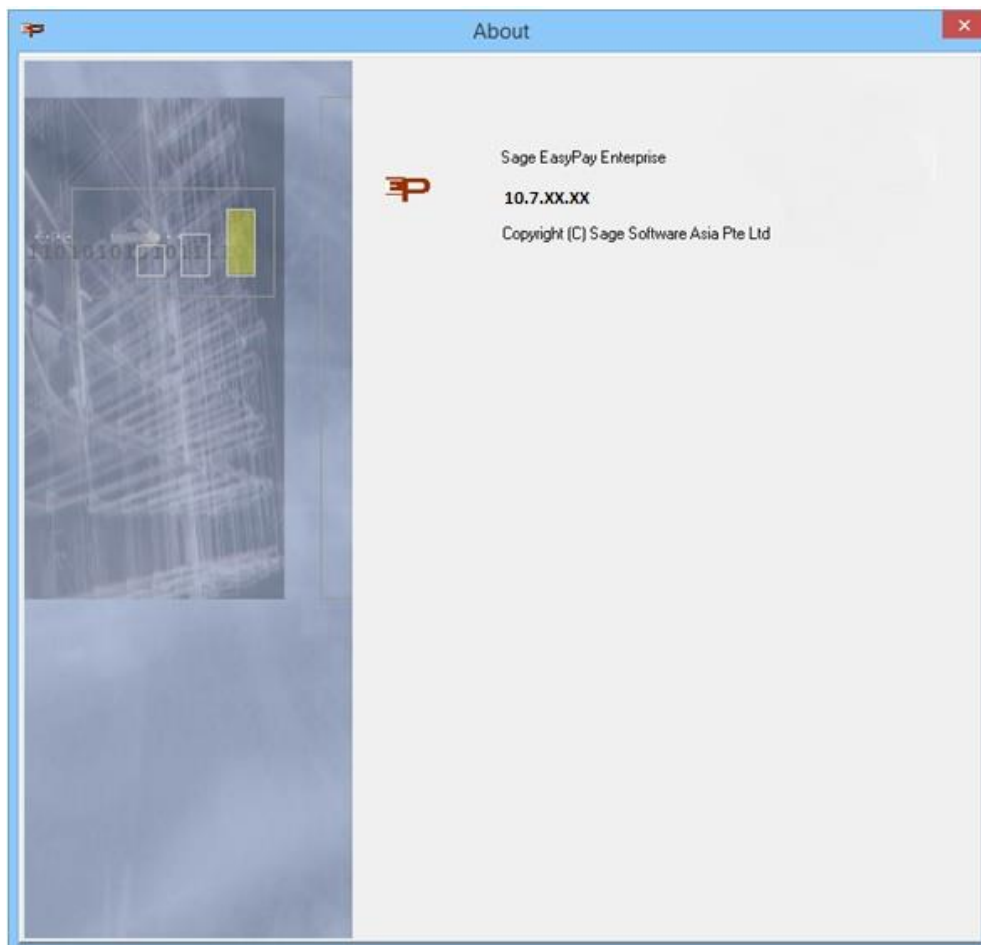 About
Sage EasyPay Enterprise
10.7.XX.XX
Copyright (C) Sage Software Asia Pte Ltd